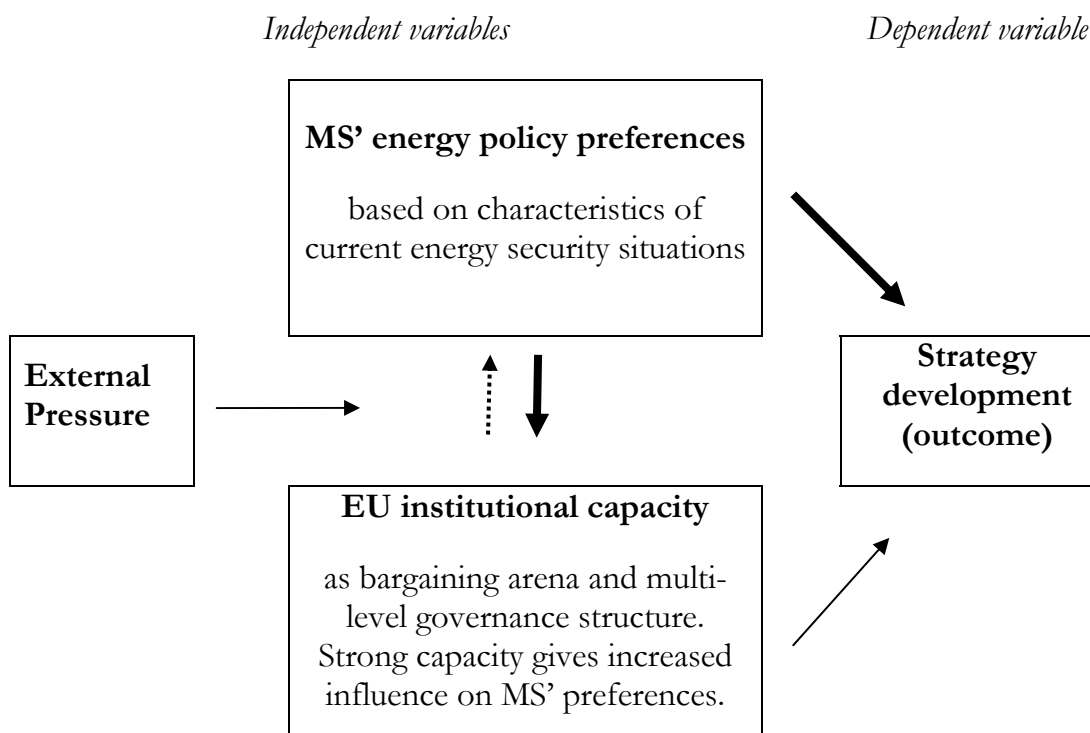 Independent variables
Dependent variable
MS’ energy policy preferences
based on characteristics of
current energy security situations
External
Pressure
Strategy
development
(outcome)
EU institutional capacity
as bargaining arena and multi-
level governance structure.
Strong capacity gives increased
influence on MS’ preferences.